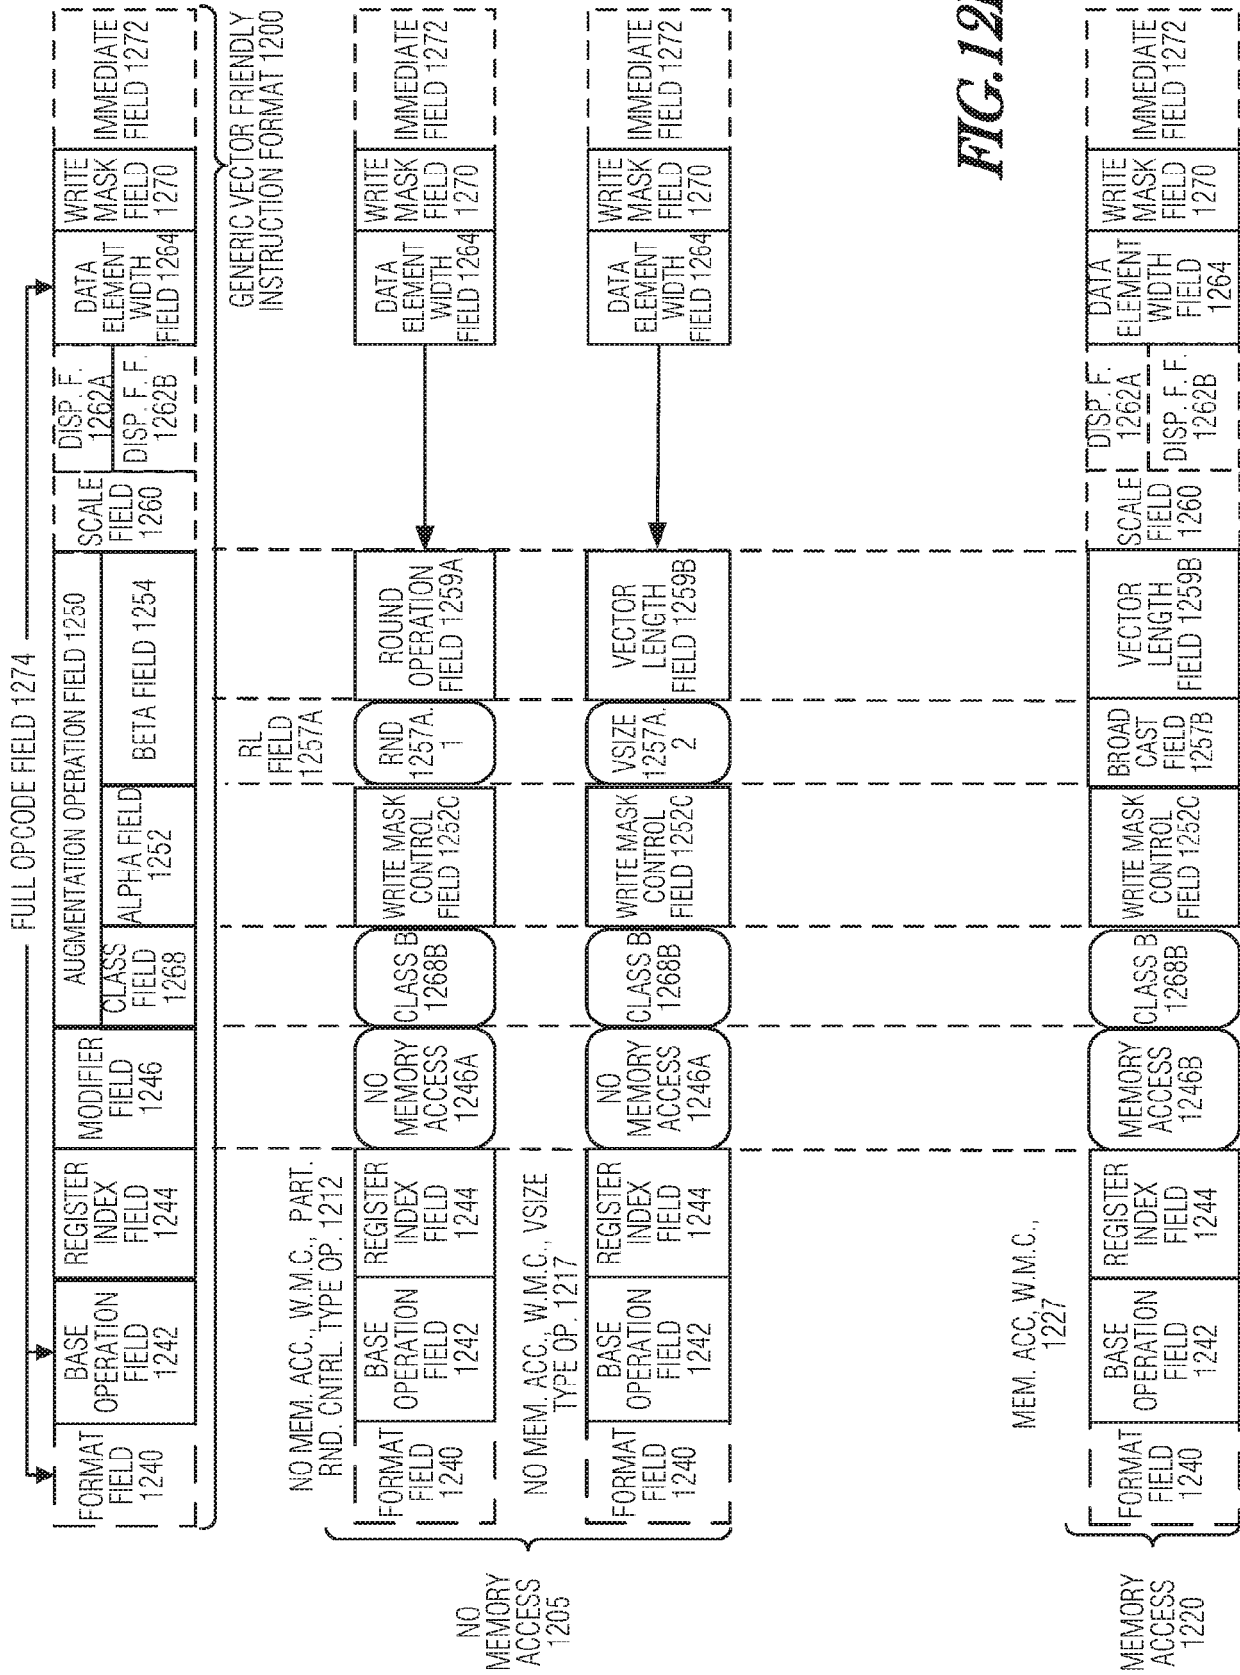 FULL OPCODE FIELD 1274
FORMAT
FIELD
1240
BASE
OPERATION
FIELD
1242
REGISTER
INDEX
FIELD
1244
MODIFIER
FIELD
1246
AUGMENTATION OPERATION FIELD 1250
CLASS
FIELD
1268
ALPHA FIELD
1252
BETA FIELD 1254
SCALE
FIELD
1260
DISP. F.
1262A
DISP. F. F.
1262B
DATA
ELEMENT
WIDTH
FIELD 1264
WRITE
MASK
FIELD
1270
IMMEDIATE
FIELD 1272
GENERIC VECTOR FRIENDLY
INSTRUCTION FORMAT 1200
RL
FIELD
1257A
NO
MEMORY
ACCESS
1205
NO MEM. ACC., W.M.C., PART.
RND. CNTRL. TYPE OP. 1212
FORMAT
FIELD
1240
BASE
OPERATION
FIELD
1242
REGISTER
INDEX
FIELD
1244
NO
MEMORY
ACCESS
1246A
CLASS B
1268B
WRITE MASK
CONTROL
FIELD 1252C
RND
1257A.
1
ROUND
OPERATION
FIELD 1259A
DATA
ELEMENT
WIDTH
FIELD 1264
WRITE
MASK
FIELD
1270
IMMEDIATE
FIELD 1272
NO MEM. ACC., W.M.C., VSIZE
TYPE OP. 1217
FORMAT
FIELD
1240
BASE
OPERATION
FIELD
1242
REGISTER
INDEX
FIELD
1244
NO
MEMORY
ACCESS
1246A
CLASS B
1268B
WRITE MASK
CONTROL
FIELD 1252C
VSIZE
1257A.
2
VECTOR
LENGTH
FIELD 1259B
DATA
ELEMENT
WIDTH
FIELD 1264
WRITE
MASK
FIELD
1270
IMMEDIATE
FIELD 1272
MEMORY
ACCESS
1220
MEM. ACC, W.M.C.,
1227
FORMAT
FIELD
1240
BASE
OPERATION
FIELD
1242
REGISTER
INDEX
FIELD
1244
MEMORY
ACCESS
1246B
CLASS B
1268B
WRITE MASK
CONTROL
FIELD 1252C
BROAD
CAST
FIELD
1257B
VECTOR
LENGTH
FIELD 1259B
SCALE
FIELD
1260
DISP. F.
1262A
DISP. F. F.
1262B
DATA
ELEMENT
WIDTH
FIELD
1264
WRITE
MASK
FIELD
1270
IMMEDIATE
FIELD 1272